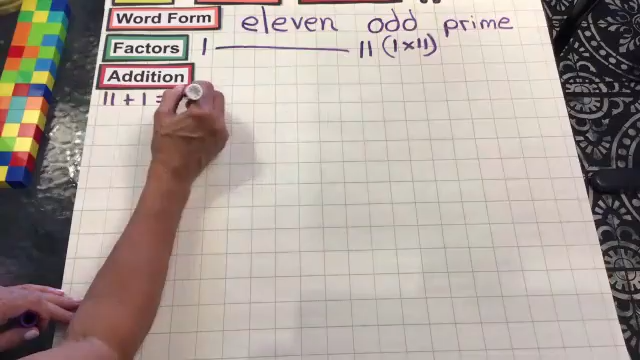 Word Form eleven odd prime
Factors 1 11 (1×11)
Addition
11 + 1 =